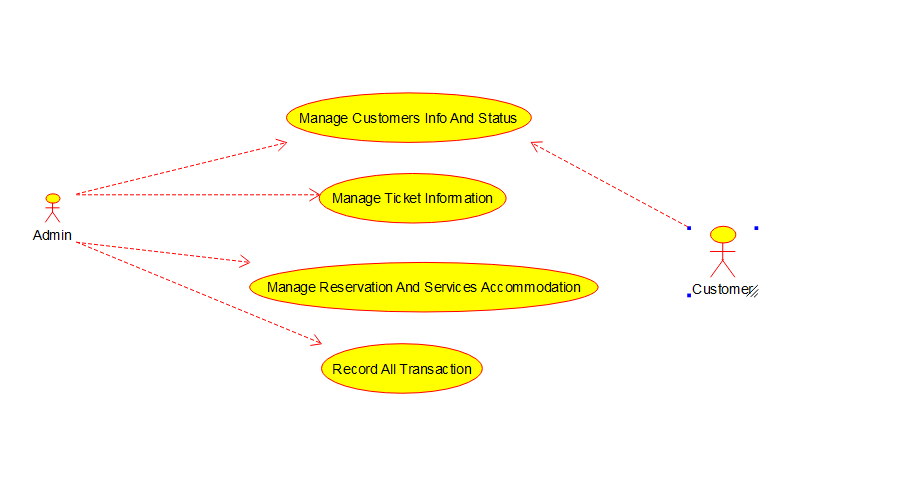 Manage Customers Info And Status
Manage Ticket Information
Admin
Manage Reservation And Services Accommodation
Customer
Record All Transaction